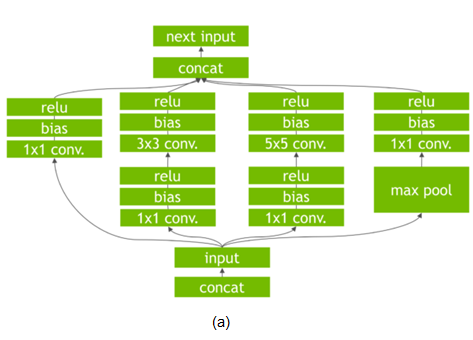 next input
concat
relu
bias
1x1 conv.
relu
bias
3x3 conv.
relu
bias
1x1 conv.
relu
bias
5x5 conv.
relu
bias
1x1 conv.
relu
bias
1x1 conv.
max pool
input
concat
(a)